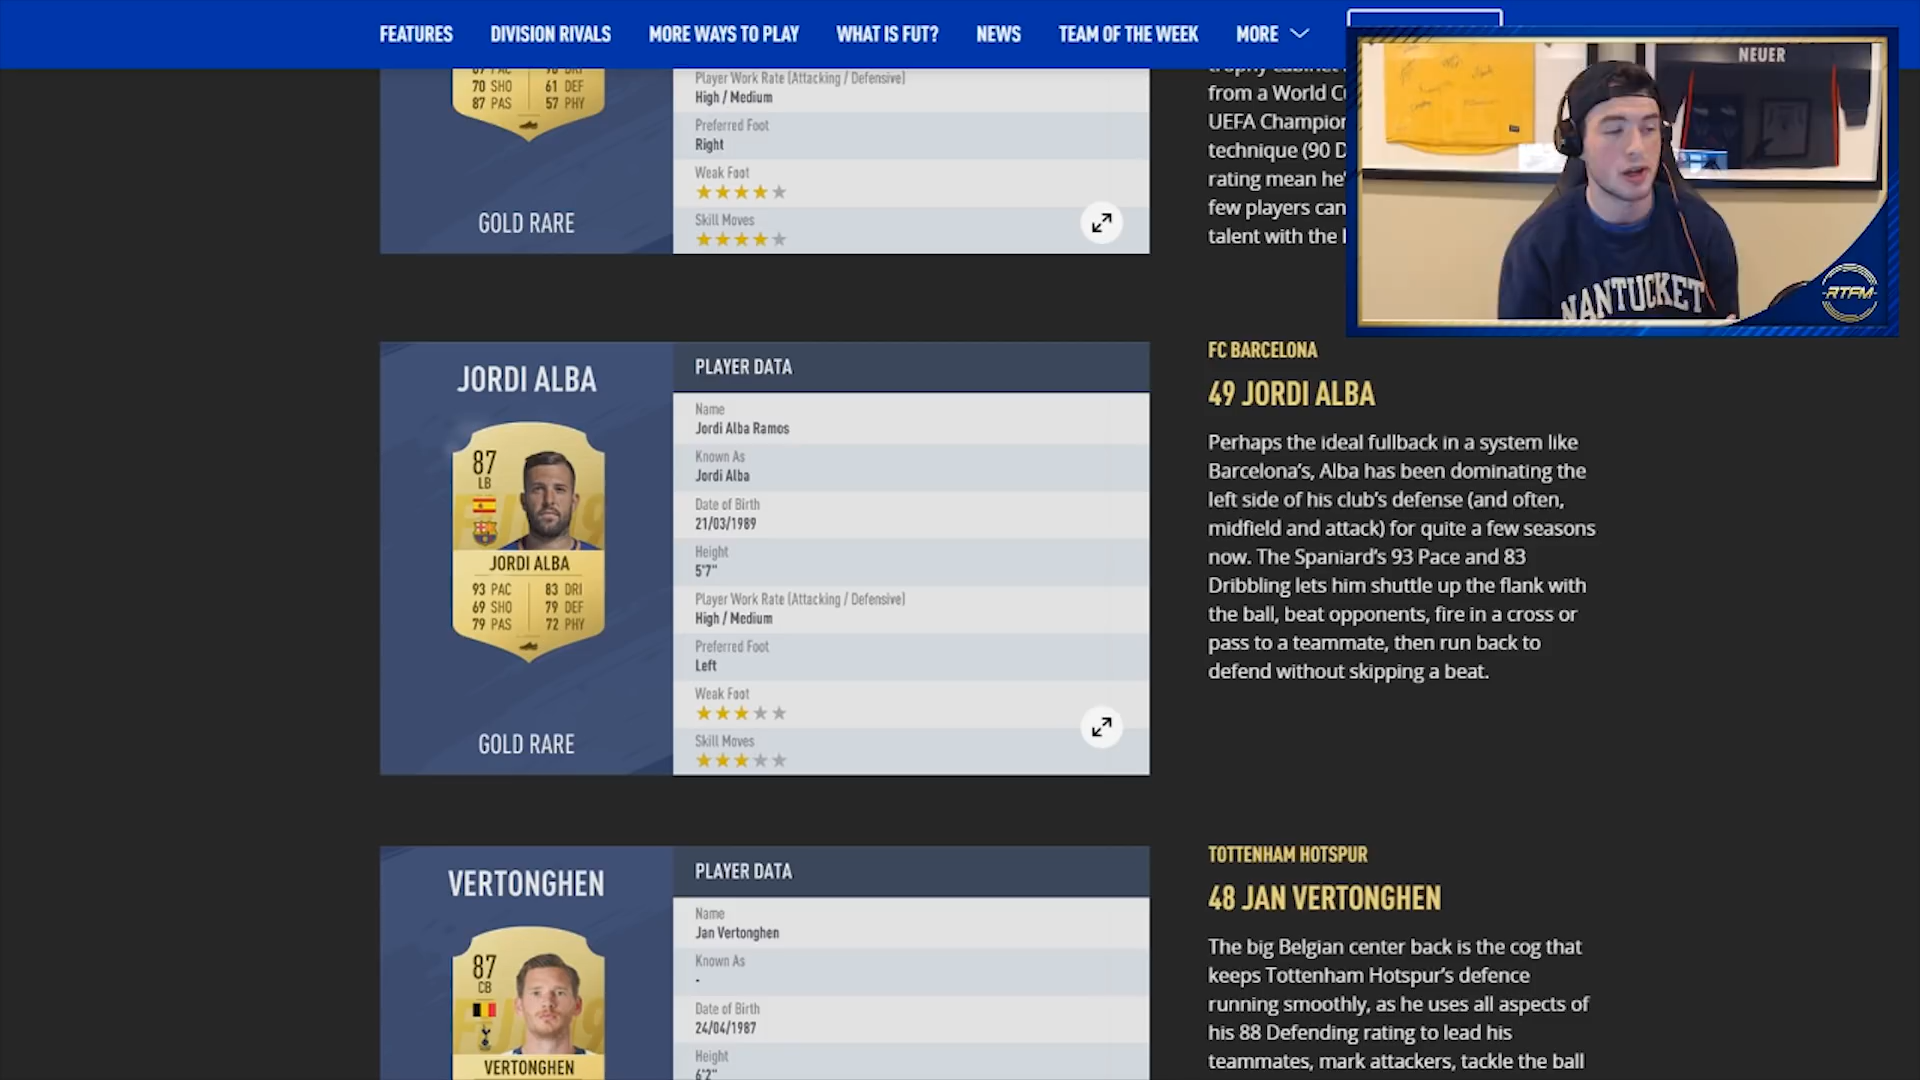 FEATURES
DIVISION RIVALS
MORE WAYS TO PLAY
WHAT IS FUT?
NEWS
TEAM OF THE WEEK
MORE
70 SHO
61 DEF
87 PAS
57 PHY
GOLD RARE
Player Work Rate (Attacking / Defensive)
High / Medium
Preferred Foot
Right
Weak Foot
Skill Moves
from a World
UEFA
technique (90
rating mean
few players can
talent with the
NEUER
NANTUCKET
RTFM
JORDI ALBA
87
LB
JORDI ALBA
93 PAC
83 DRI
69 SHO
79 DEF
79 PAS
72 PHY
GOLD RARE
PLAYER DATA
Name
Jordi Alba Ramos
Known As
Jordi Alba
Date of Birth
21/03/1989
Height
5'7"
Player Work Rate (Attacking / Defensive)
High / Medium
Preferred Foot
Left
Weak Foot
Skill Moves
FC BARCELONA
49 JORDI ALBA
Perhaps the ideal fullback in a system like
Barcelona's, Alba has been dominating the
left side of his club's defense (and often,
midfield and attack) for quite a few seasons
now. The Spaniard's 93 Pace and 83
Dribbling lets him shuttle up the flank with
the ball, beat opponents, fire in a cross or
pass to a teammate, then run back to
defend without skipping a beat.
VERTONGHEN
87
CB
VERTONGHEN
PLAYER DATA
Name
Jan Vertonghen
Known As
-
Date of Birth
24/04/1987
Height
6'2"
TOTTENHAM HOTSPUR
48 JAN VERTONGHEN
The big Belgian center back is the cog that
keeps Tottenham Hotspur's defence
running smoothly, as he uses all aspects of
his 88 Defending rating to lead his
teammates, mark attackers, tackle the ball